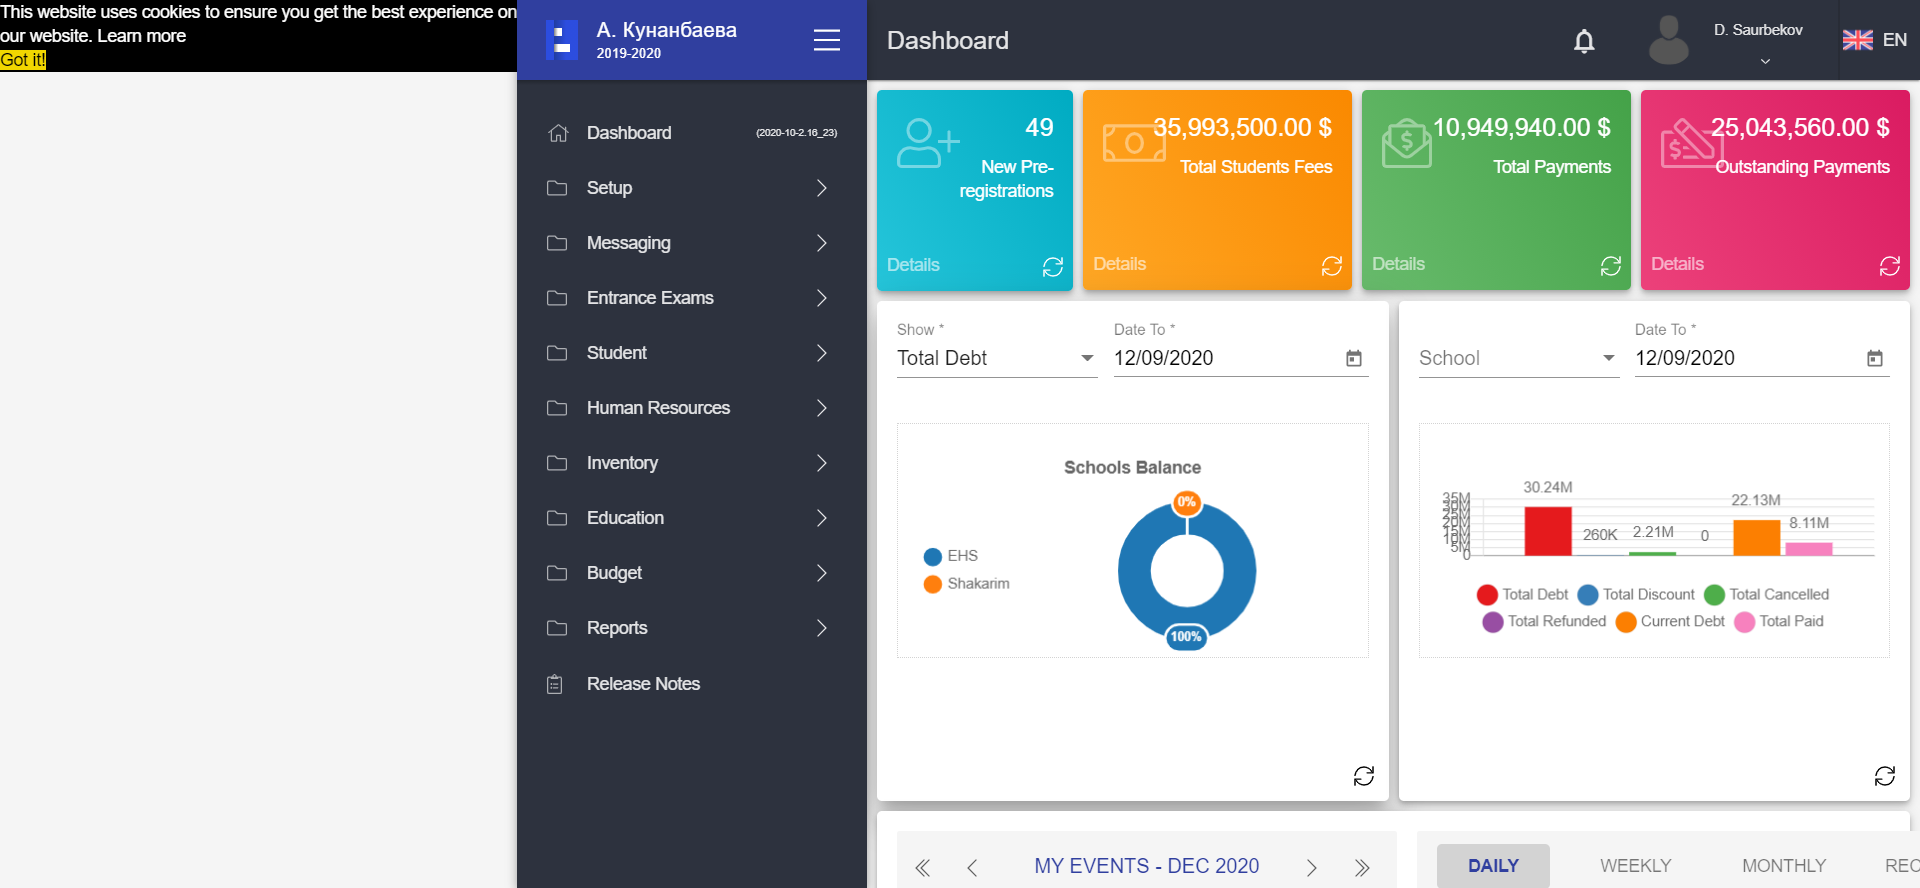 This website uses cookies to ensure you get the best experience on
our website. Learn more
Got it!
А. Кунанбаева
2019-2020
Dashboard
D. Saurbekov
EN
Dashboard
(2020-10-2.16_23)
Setup
Messaging
Entrance Exams
Student
Human Resources
Inventory
Education
Budget
Reports
Release Notes
49
New Pre-
registrations
Details
35,993,500.00 $
Total Students Fees
Details
10,949,940.00 $
Total Payments
Details
25,043,560.00 $
Outstanding Payments
Details
Show *
Total Debt
Date To *
12/09/2020
Schools Balance
EHS
Shakarim
0%
100%
School
Date To *
12/09/2020
35M
30M
25M
20M
15M
10M
5M
0
30.24M
260K
2.21M
0
22.13M
8.11M
Total Debt
Total Discount
Total Cancelled
Total Refunded
Current Debt
Total Paid
MY EVENTS - DEC 2020
DAILY
WEEKLY
MONTHLY
REC